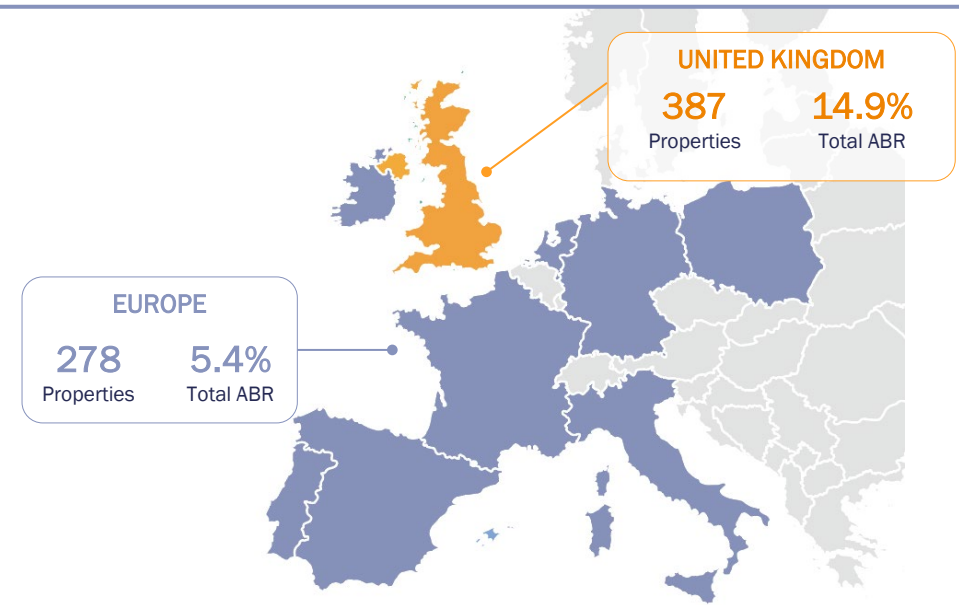 UNITED KINGDOM
387 14.9%
Properties Total ABR
EUROPE
278 5.4%
Properties Total ABR